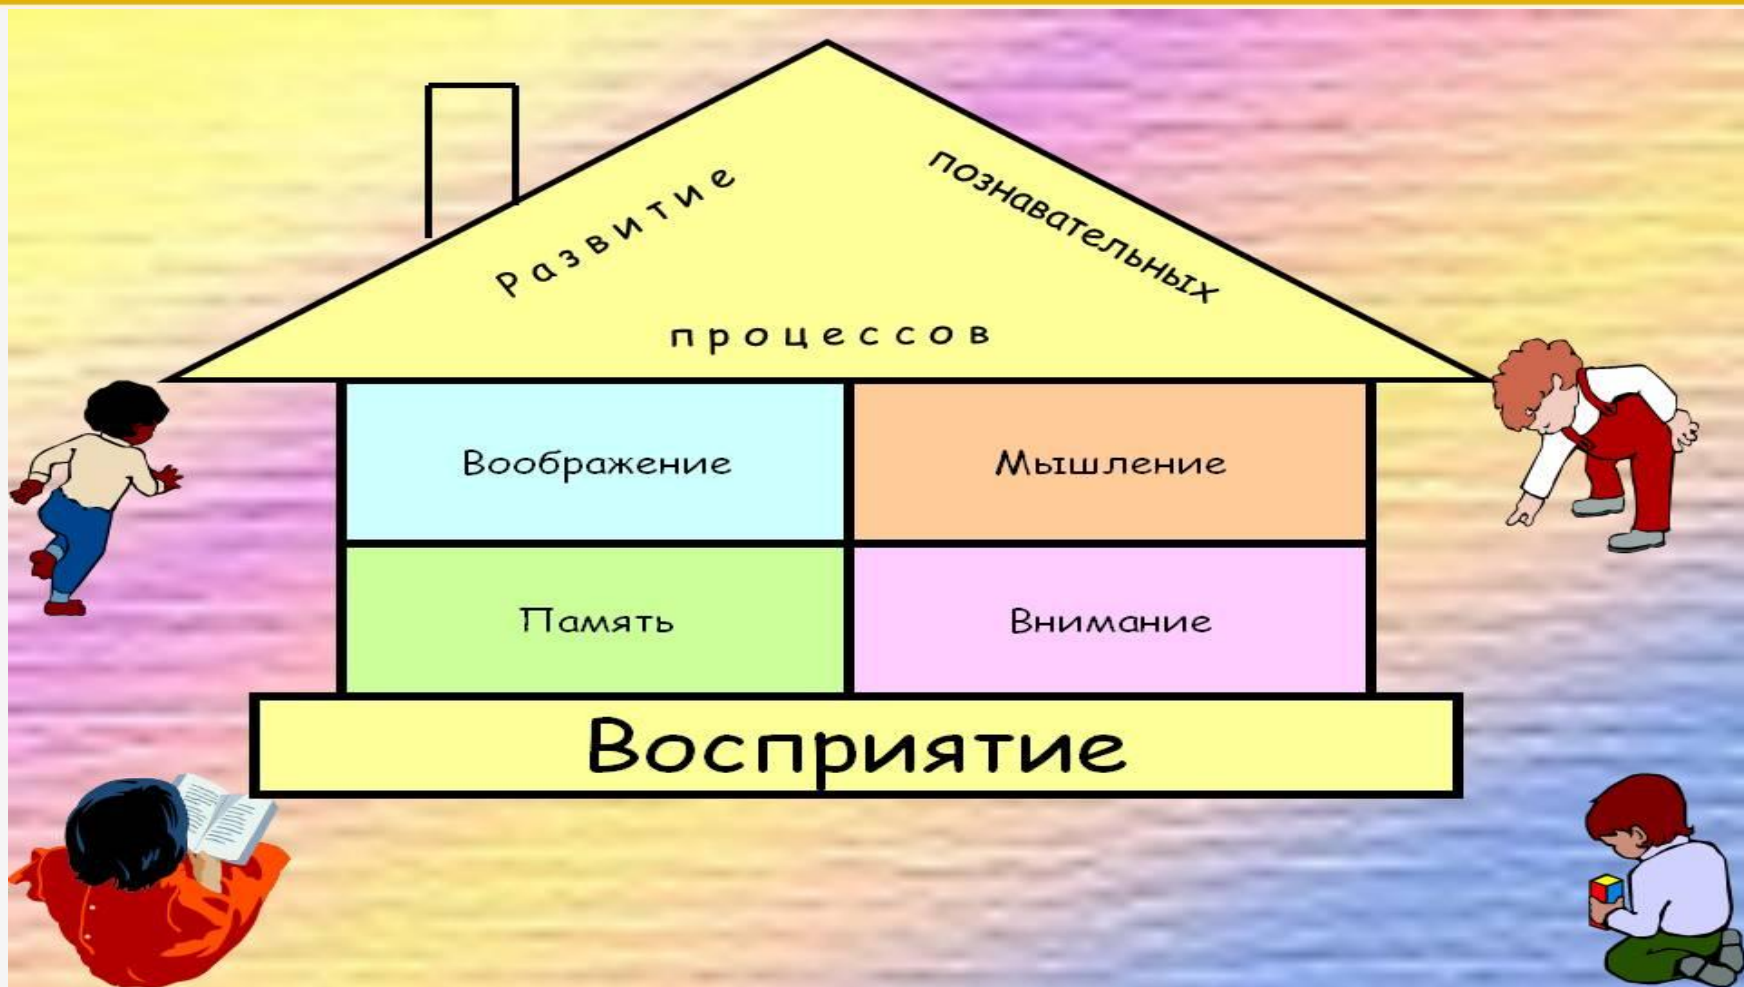 Развитие
познавательных
процессов
Воображение
Мышление
Память
Внимание
Восприятие